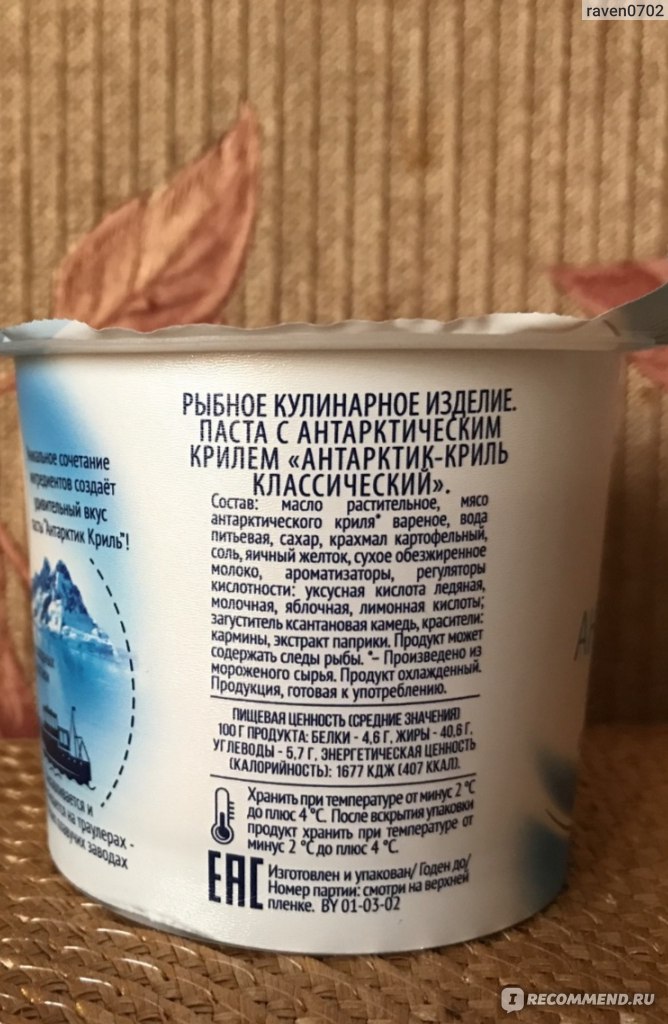 raven0702
РЫБНОЕ КУЛИНАРНОЕ ИЗДЕЛИЕ.
ПАСТА С АНТАРКТИЧЕСКИМ
КРИЛЕМ «АНТАРКТИК-КРИЛЬ
КЛАССИЧЕСКИЙ».
Состав: масло растительное, мясо
антарктического криля* вареное, вода
питьевая, сахар, крахмал картофельный,
соль, яичный желток, сухое обезжиренное
молоко, ароматизаторы, регуляторы
кислотности: уксусная кислота ледяная,
молочная, яблочная, лимонная кислоты;
загуститель ксантановая камедь, красители:
кармины, экстракт паприки. Продукт может
содержать следы рыбы. *– Произведено из
мороженого сырья. Продукт охлажденный.
Продукция, готовая к употреблению.
ПИЩЕВАЯ ЦЕННОСТЬ (СРЕДНИЕ ЗНАЧЕНИЯ)
100 Г ПРОДУКТА: БЕЛКИ - 4,6 Г, ЖИРЫ - 40,6 Г,
УГЛЕВОДЫ - 5,7 Г, ЭНЕРГЕТИЧЕСКАЯ ЦЕННОСТЬ
(КАЛОРИЙНОСТЬ): 1677 КДЖ (407 ККАЛ).
Хранить при температуре от минус 2 °С
до плюс 4 °С. После вскрытия упаковки
продукт хранить при температуре от
минус 2 °С до плюс 4 °С.
EAC
Изготовлен и упакован/ Годен до/
Номер партии: смотри на верхней
пленке. BY 01-03-02
сочетание
создаёт
вкус
"Антарктик Криль"!
и
на траулерах -
заводах
IRECOMMEND.RU